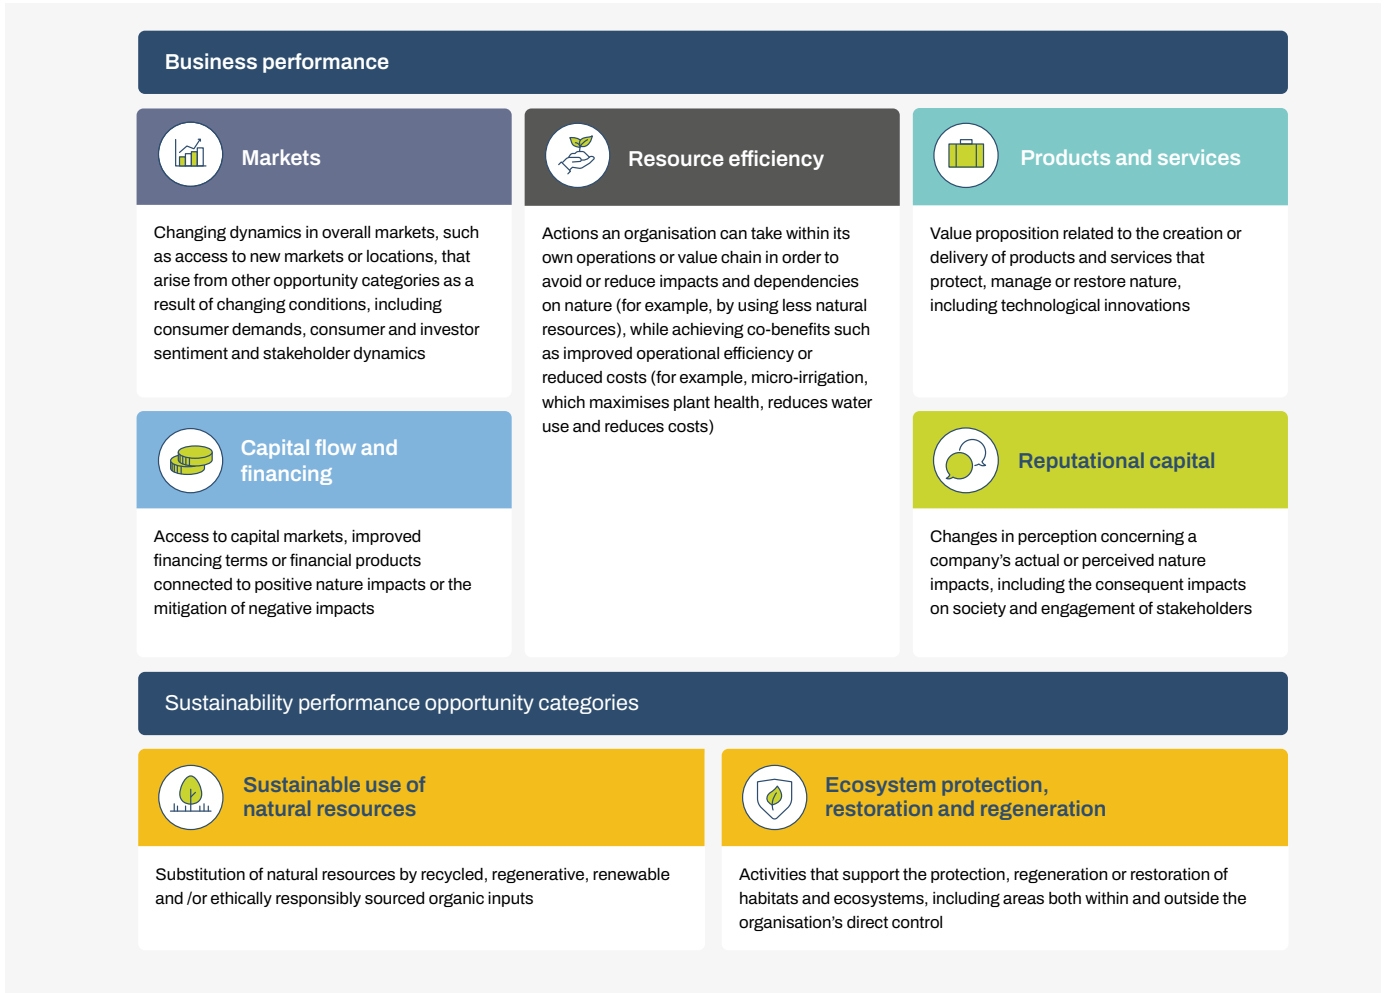 Business performance
Markets
Changing dynamics in overall markets, such
as access to new markets or locations, that
arise from other opportunity categories as a
result of changing conditions, including
consumer demands, consumer and investor
sentiment and stakeholder dynamics
Resource efficiency
Actions an organisation can take within its
own operations or value chain in order to
avoid or reduce impacts and dependencies
on nature (for example, by using less natural
resources), while achieving co-benefits such
as improved operational efficiency or
reduced costs (for example, micro-irrigation,
which maximises plant health, reduces water
use and reduces costs)
Products and services
Value proposition related to the creation or
delivery of products and services that
protect, manage or restore nature,
including technological innovations
Capital flow and
financing
Access to capital markets, improved
financing terms or financial products
connected to positive nature impacts or the
mitigation of negative impacts
Reputational capital
Changes in perception concerning a
company’s actual or perceived nature
impacts, including the consequent impacts
on society and engagement of stakeholders
Sustainability performance opportunity categories
Sustainable use of
natural resources
Substitution of natural resources by recycled, regenerative, renewable
and /or ethically responsibly sourced organic inputs
Ecosystem protection,
restoration and regeneration
Activities that support the protection, regeneration or restoration of
habitats and ecosystems, including areas both within and outside the
organisation’s direct control